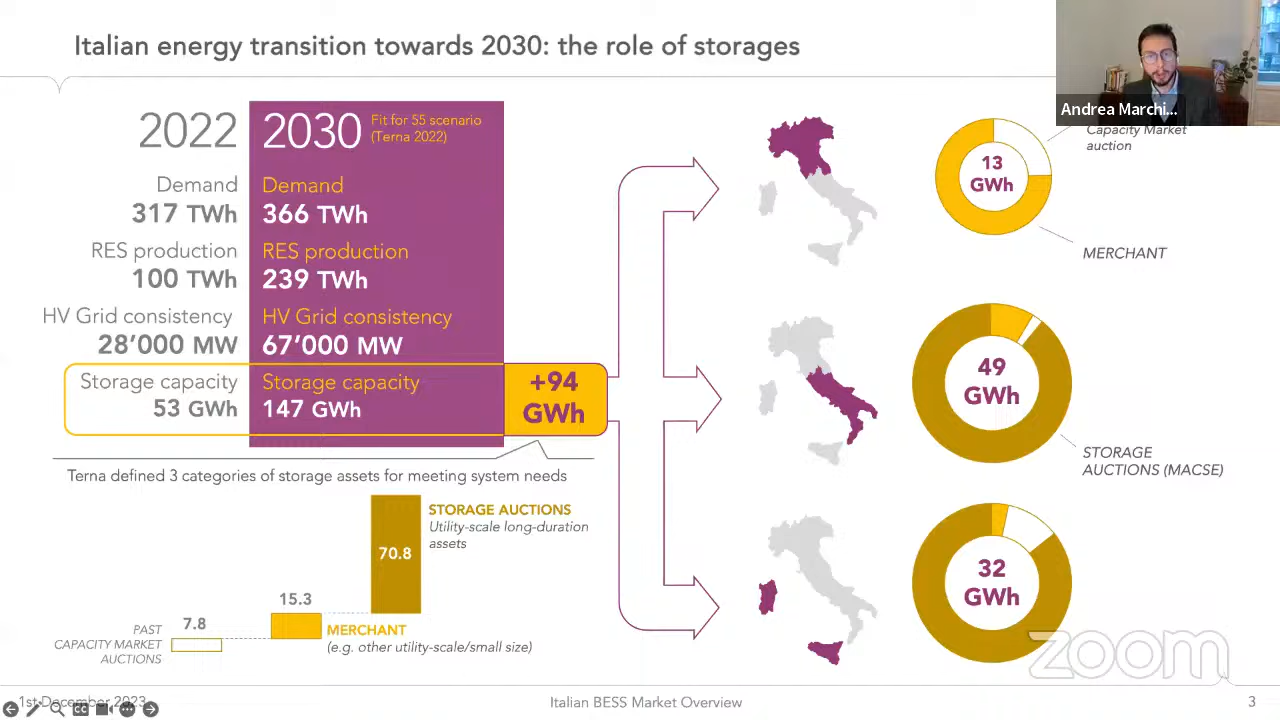 Italian energy transition towards 2030: the role of storages
Andrea Marchi...
2022
2030
Fit for 55 scenario
(Terna 2022)
Demand
317 TWh
Demand
366 TWh
RES production
100 TWh
RES production
239 TWh
HV Grid consistency
28'000 MW
HV Grid consistency
67'000 MW
Storage capacity
53 GWh
Storage capacity
147 GWh
+94
GWh
Terna defined 3 categories of storage assets for meeting system needs
70.8
STORAGE AUCTIONS
Utility-scale long-duration
assets
15.3
MERCHANT
(e.g. other utility-scale/small size)
7.8
PAST
CAPACITY MARKET
AUCTIONS
Capacity Market
auction
13
GWh
MERCHANT
49
GWh
STORAGE
AUCTIONS (MACSE)
32
GWh
zoom
1st December 2023
CC
Italian BESS Market Overview
3